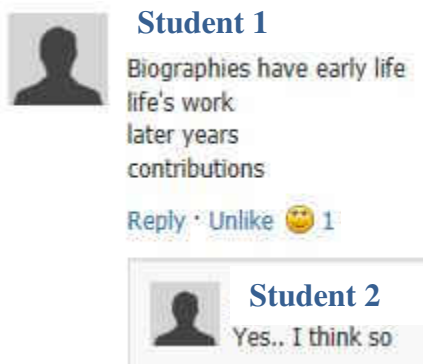 Student 1
Biographies have early life
life's work
later years
contributions
Reply · Unlike 1
Student 2
Yes.. I think so